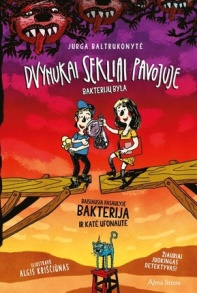 JURGA BALTRUKONYTĖ
DVYNUKAI SEKLIAI PAVOJUJE
BAKTERIJŲ BYLA
BAISIAUSIA PASAULYJE
BAKTERIJA
IR KATĖ UFONAUTĖ
ILIUSTRAVO
ALGIS KRIŠČIŪNAS
ŽIAURIAI
JUOKINGAS
DETEKTYVAS!
Alma littera